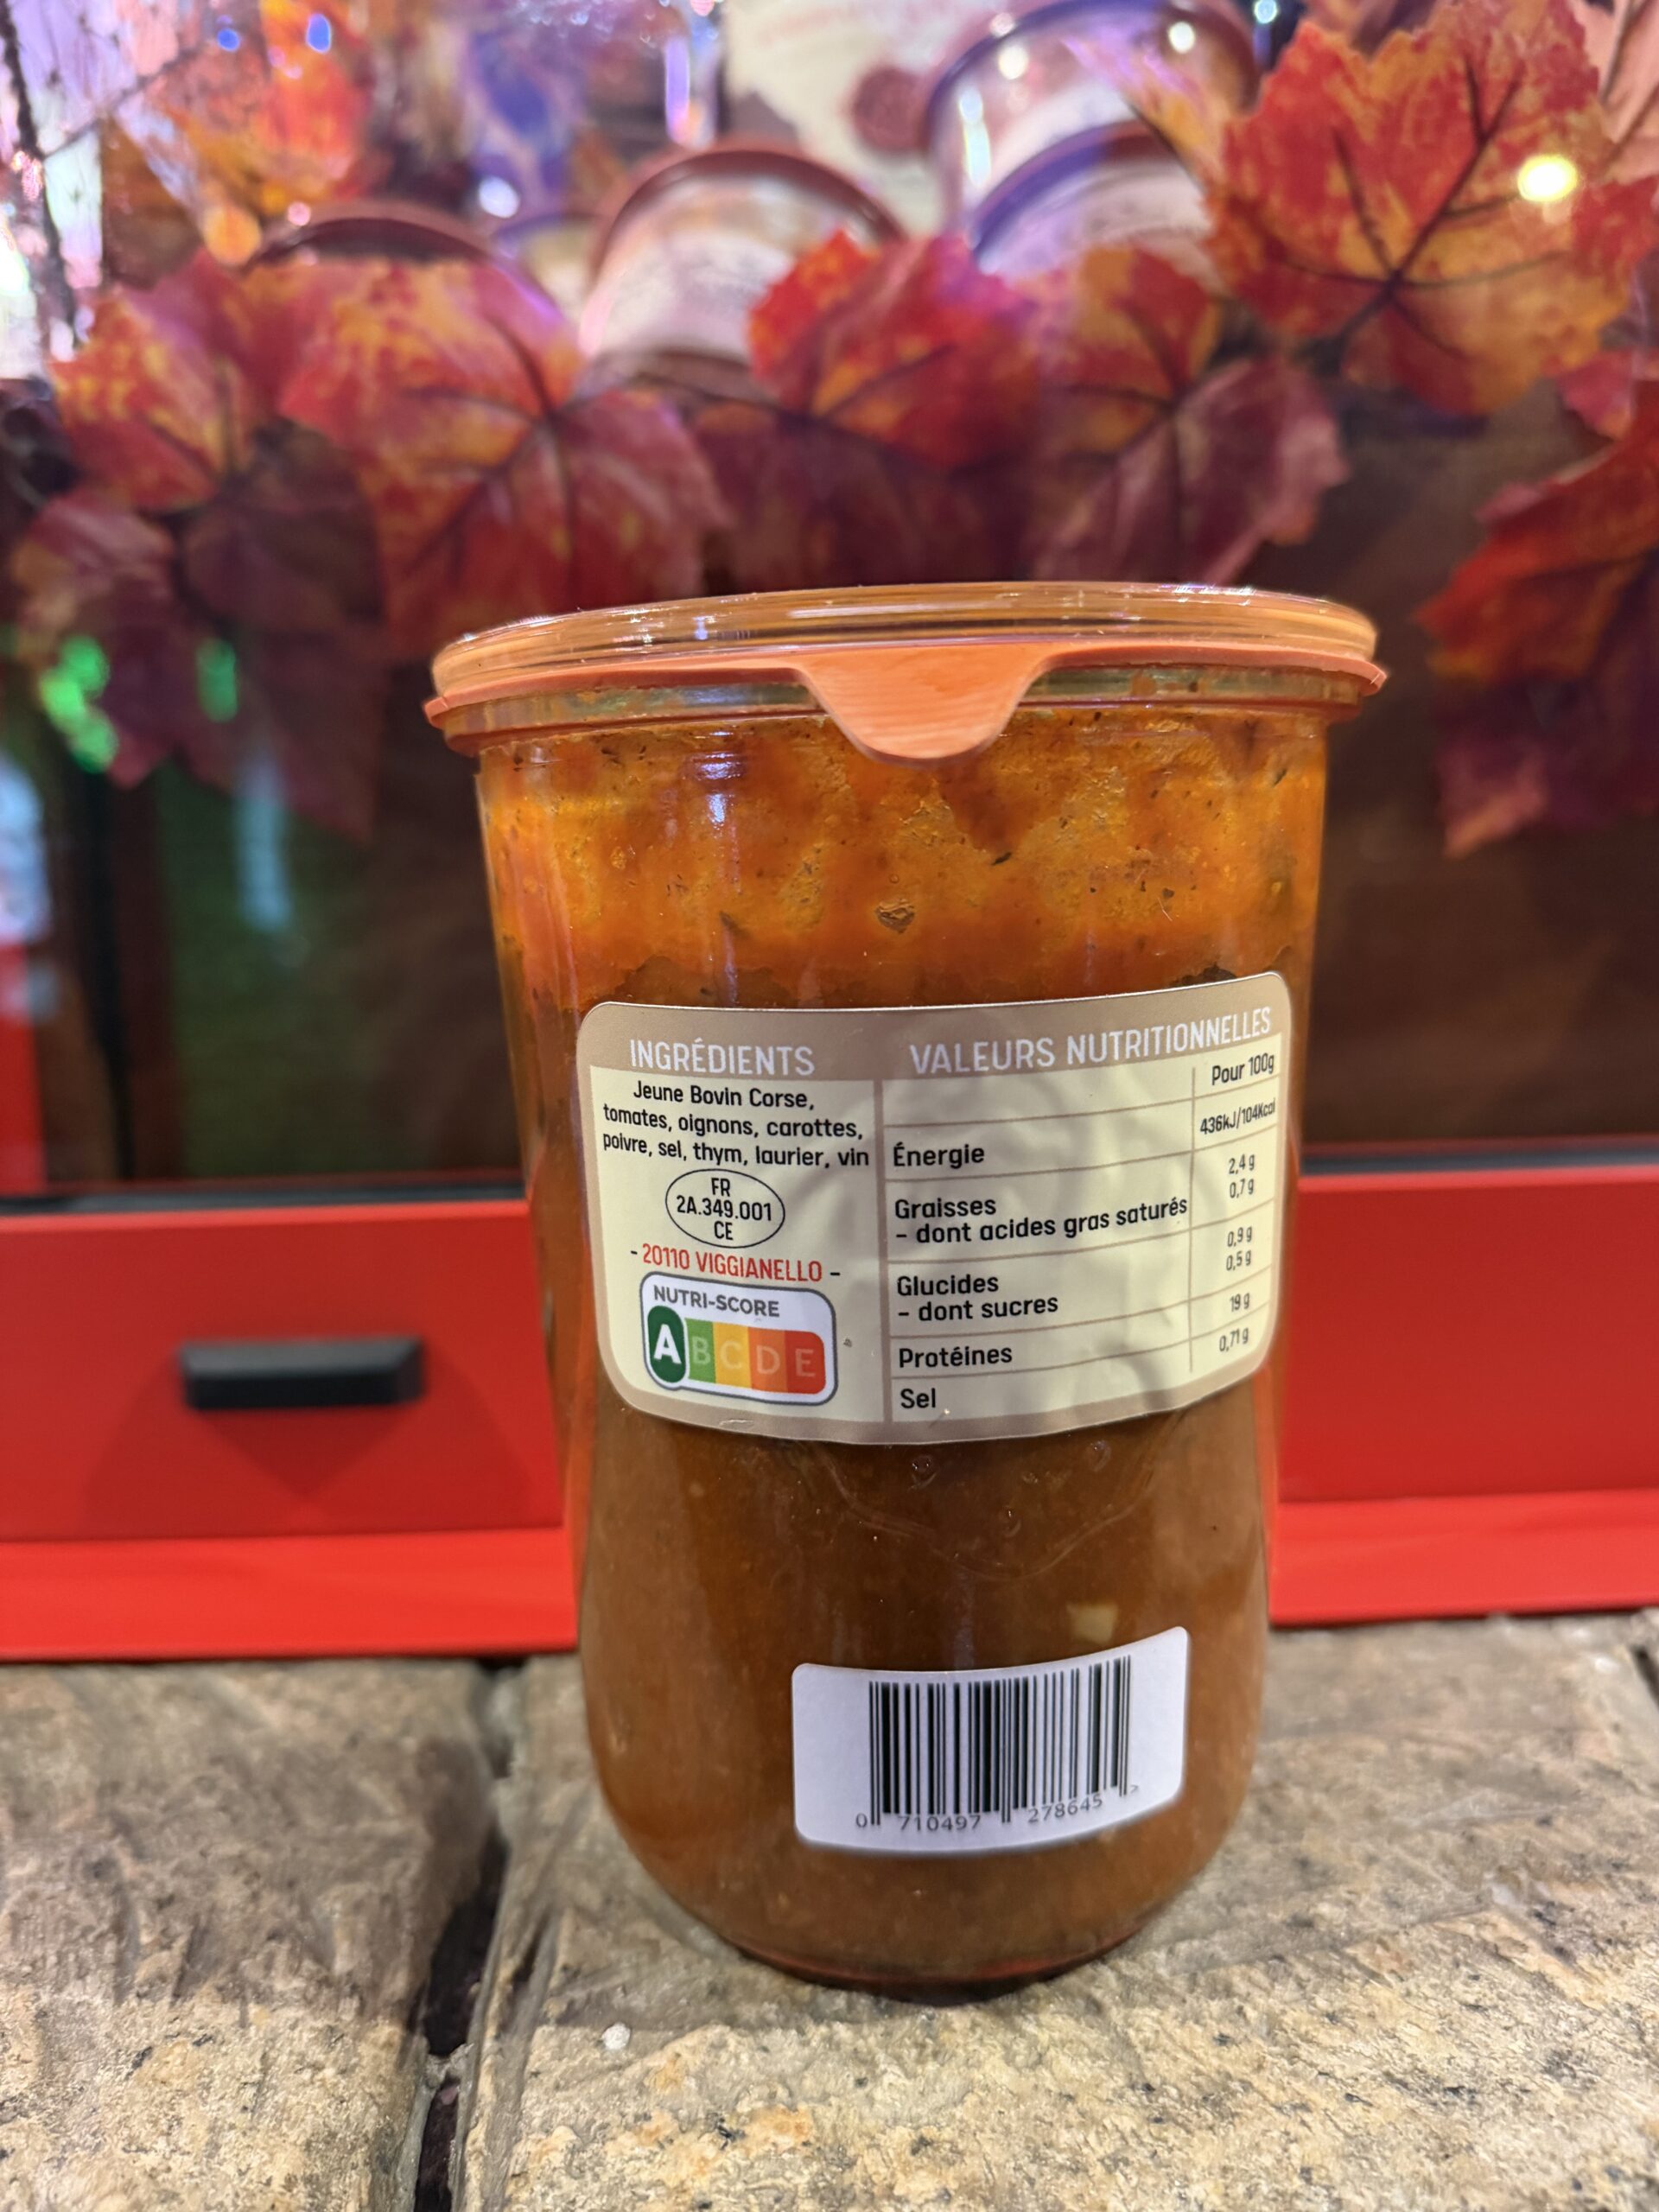 INGRÉDIENTS
Jeune Bovin Corse,
tomates, oignons, carottes,
poivre, sel, thym, laurier, vin
FR
2A.349.001
CE
- 20110 VIGGIANELLO -
NUTRI-SCORE
A B C D E
VALEURS NUTRITIONNELLES
Pour 100g
Énergie 436kJ/104Kcal
Graisses 2,4 g
- dont acides gras saturés 0,7 g
Glucides 0,9 g
- dont sucres 0,5 g
Protéines 19 g
Sel 0,71 g
0 710497 278645 >